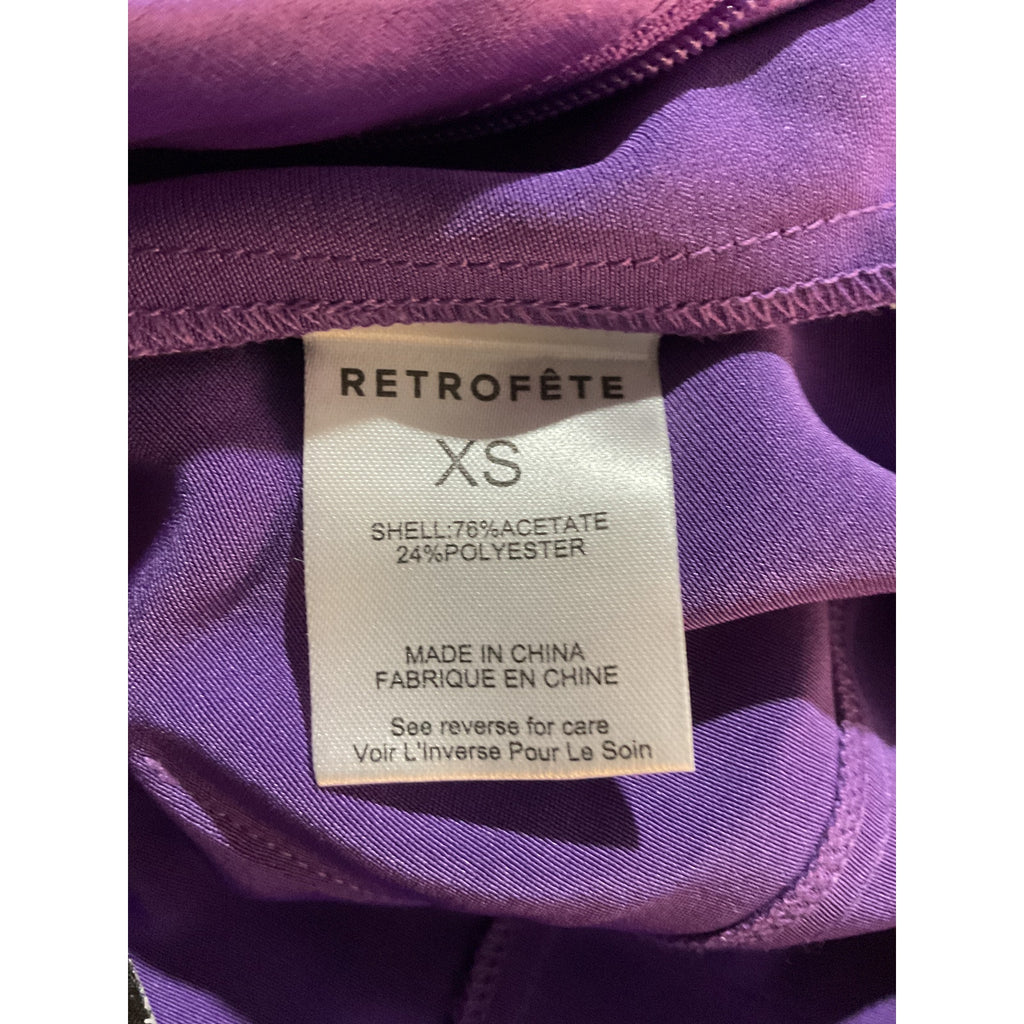 RETROFÊTE
XS
SHELL:76%ACETATE
24%POLYESTER
MADE IN CHINA
FABRIQUE EN CHINE
See reverse for care
Voir L'Inverse Pour Le Soin